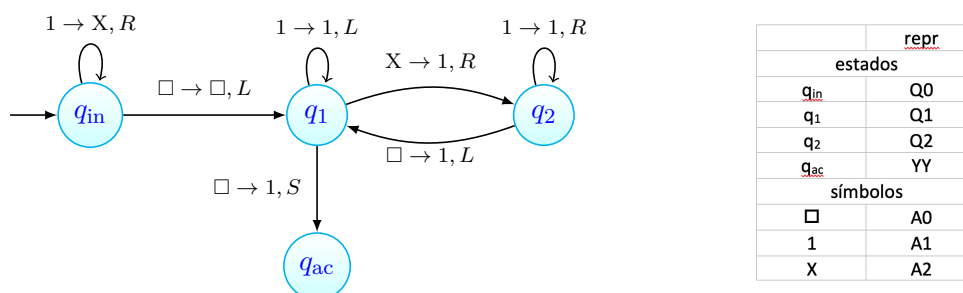 1 → X, R
□ → □, L
1 → 1, L
X → 1, R
1 → 1, R
□ → 1, L
□ → 1, S
q_in
q_1
q_2
q_ac
repr
estados
q_in Q0
q_1 Q1
q_2 Q2
q_ac YY
símbolos
□ A0
1 A1
X A2